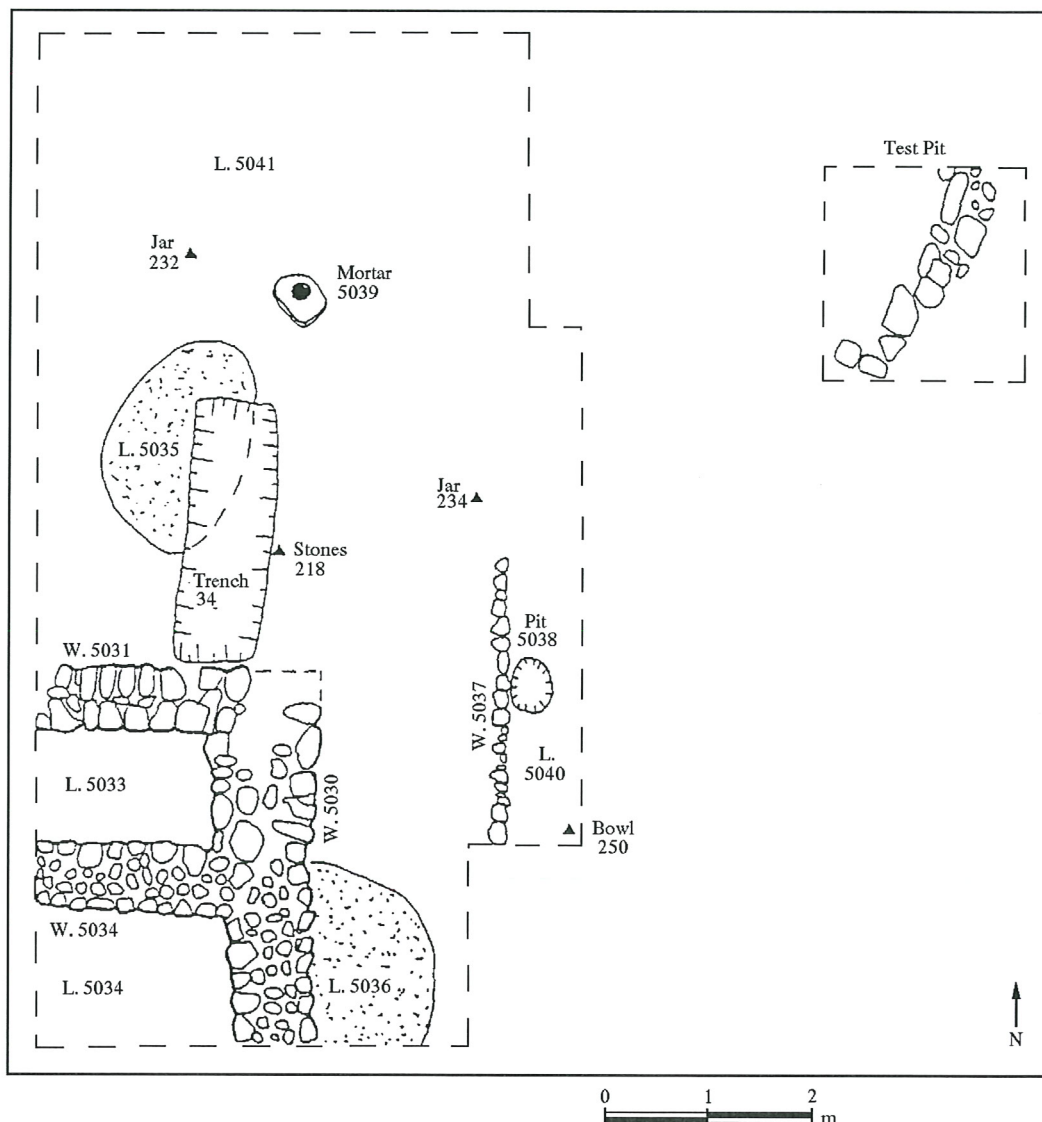 Test Pit
L. 5041
Jar
232
Mortar
5039
L. 5035
Jar
234
Stones
218
Trench
34
Pit
5038
W. 5031
W. 5037
L.
5040
L. 5033
W. 5030
Bowl
250
W. 5034
L. 5034
L. 5036
N
0 1 2
m